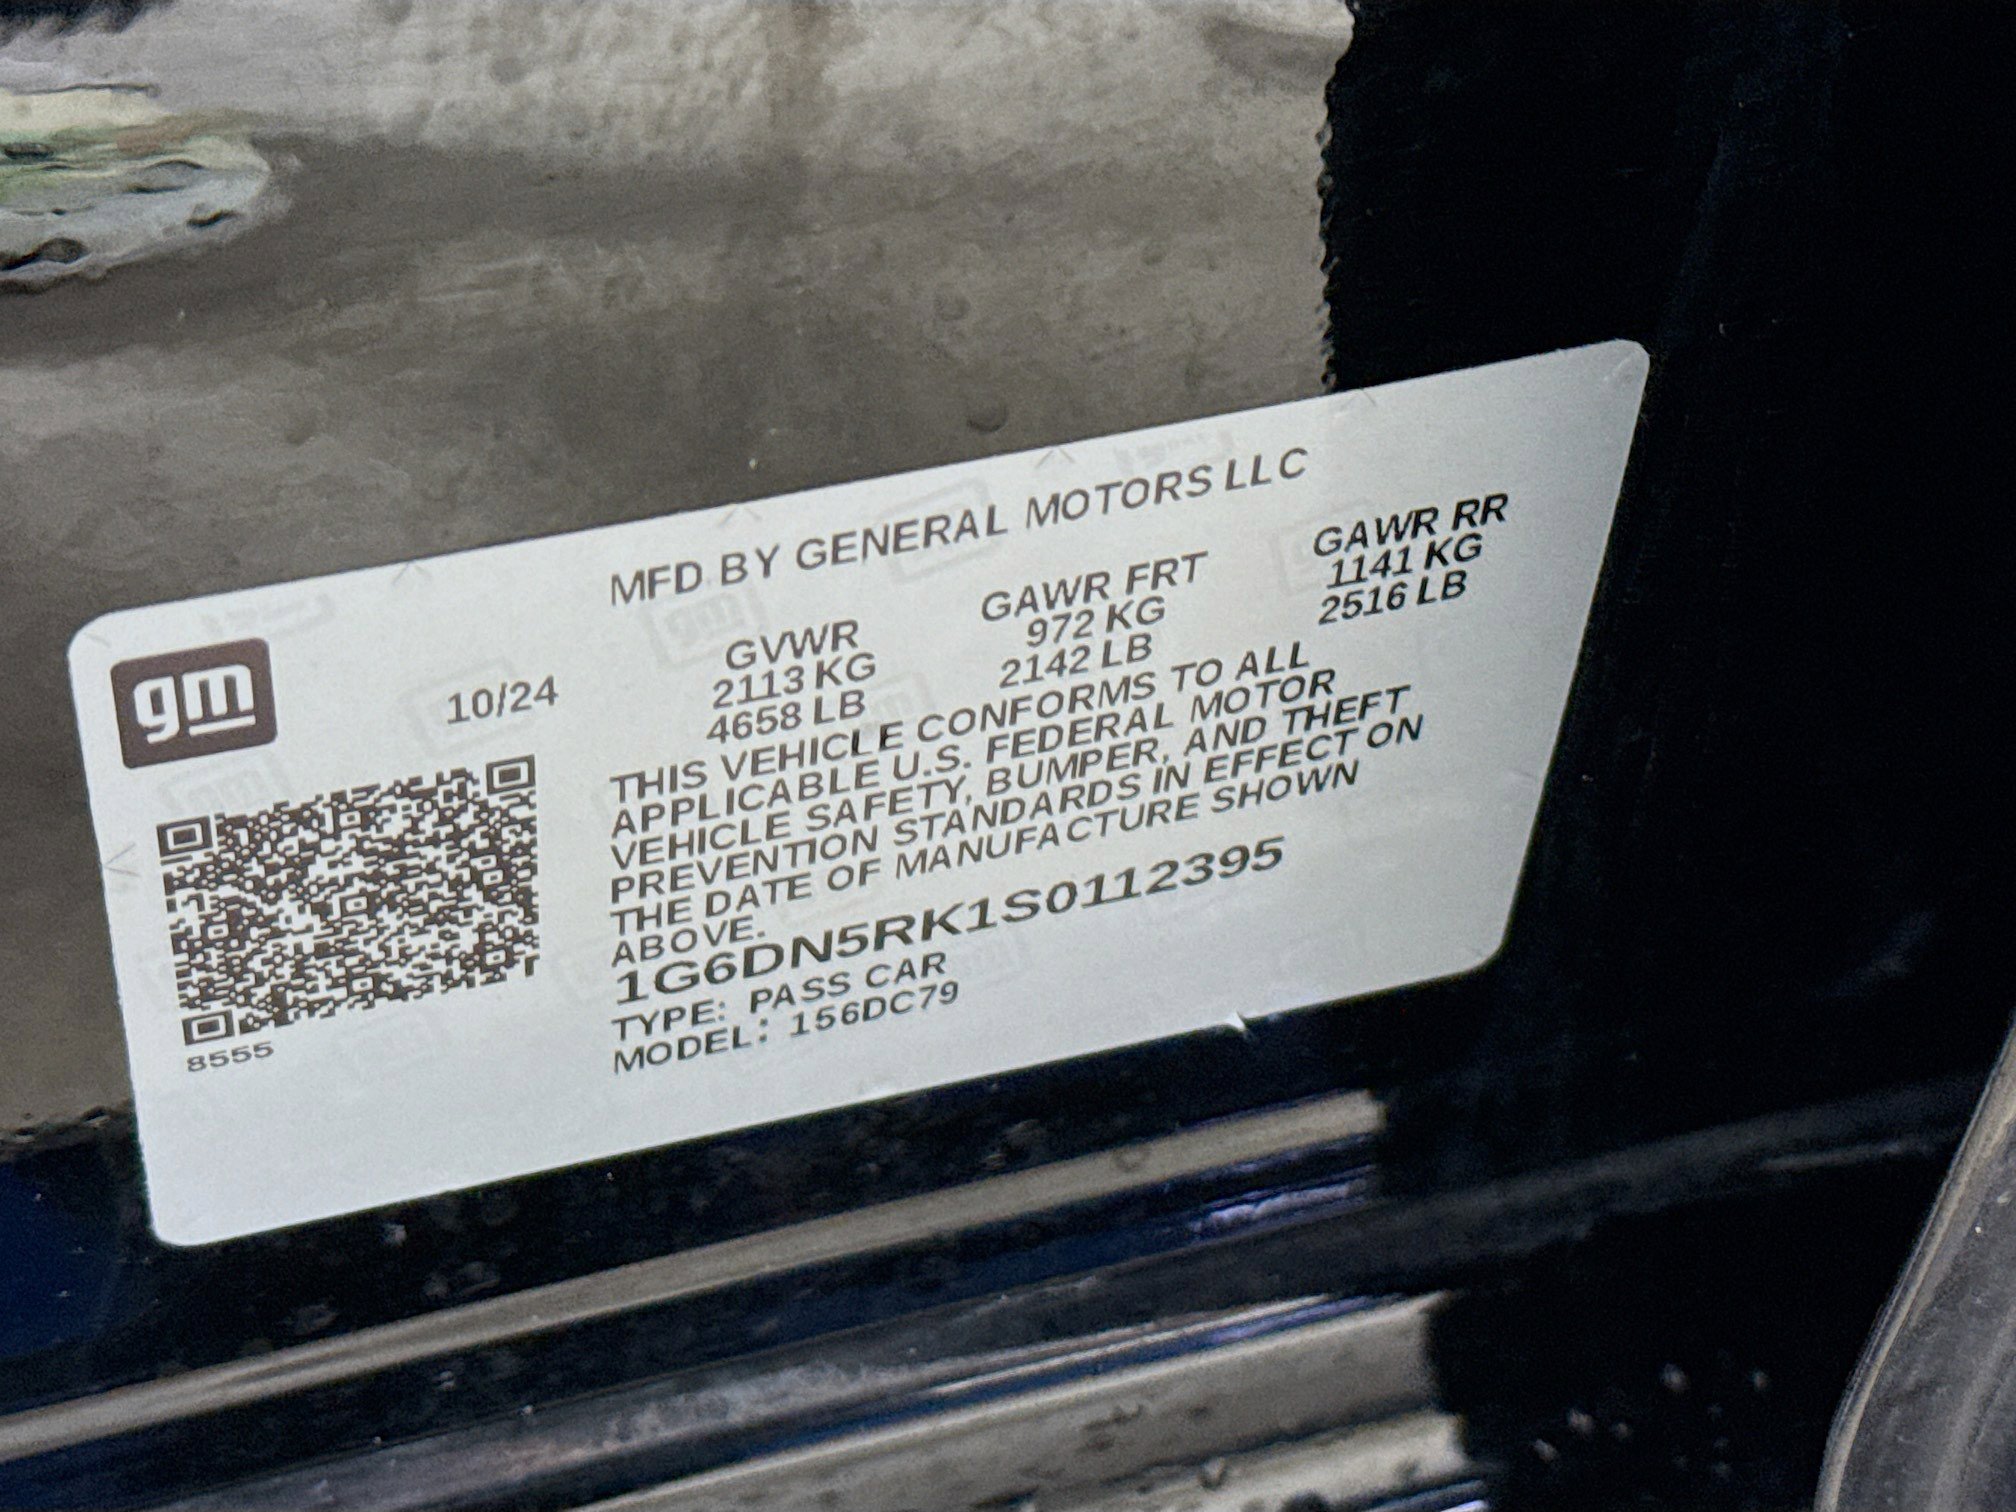 MFD BY GENERAL MOTORS LLC
gm
10/24
GVWR GAWR FRT GAWR RR
2113 KG 972 KG 1141 KG
4658 LB 2142 LB 2516 LB
THIS VEHICLE CONFORMS TO ALL
APPLICABLE U.S. FEDERAL MOTOR
VEHICLE SAFETY, BUMPER, AND THEFT
PREVENTION STANDARDS IN EFFECT ON
THE DATE OF MANUFACTURE SHOWN
ABOVE.
1G6DN5RK1S0112395
TYPE: PASS CAR
MODEL: 156DC79
8555